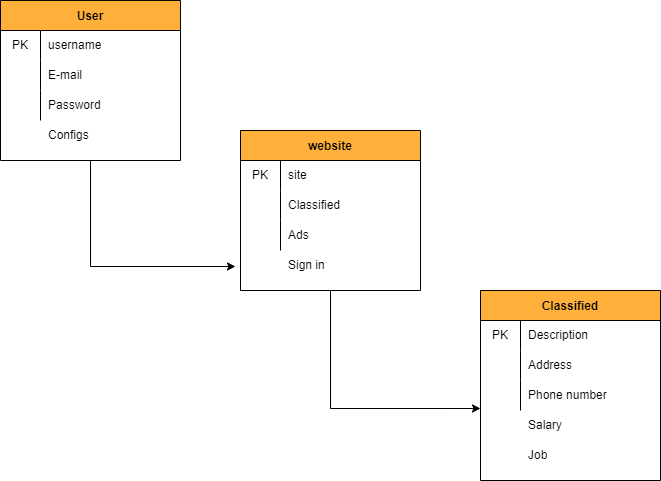 User
PK username
E-mail
Password
Configs
website
PK site
Classified
Ads
Sign in
Classified
PK Description
Address
Phone number
Salary
Job